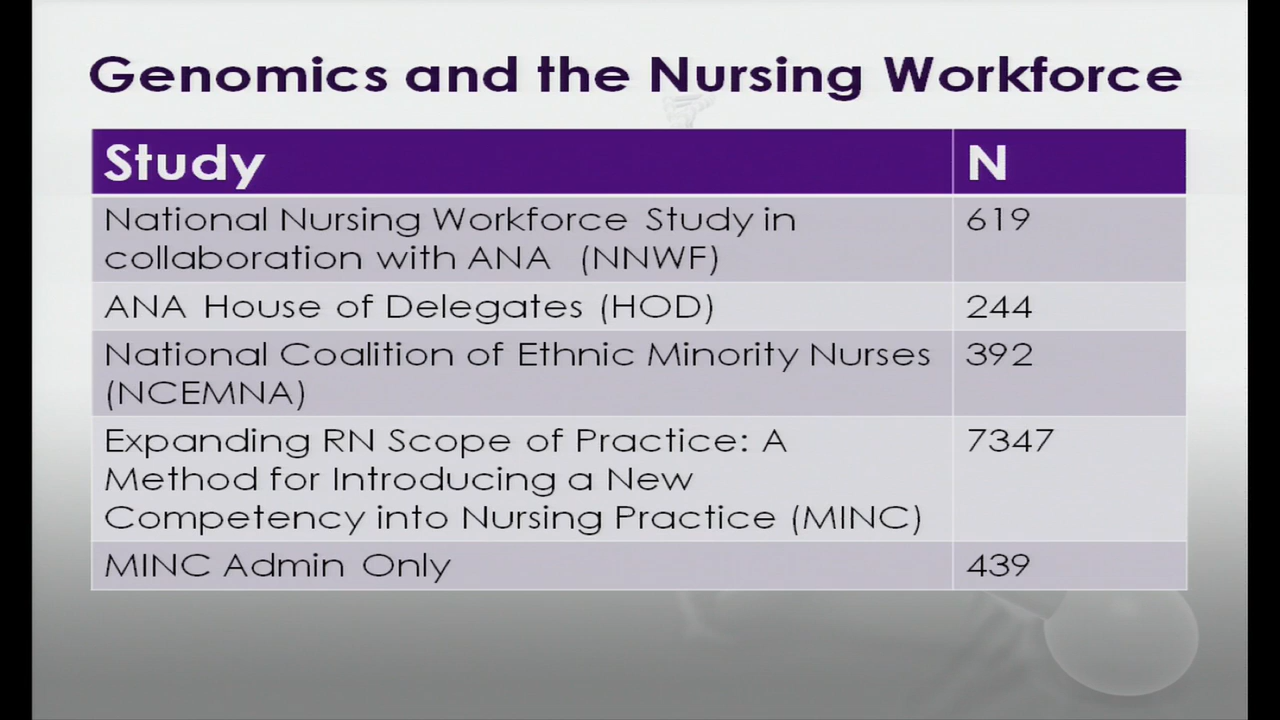 Genomics and the Nursing Workforce
Study N
National Nursing Workforce Study in 619
collaboration with ANA (NNWF)
ANA House of Delegates (HOD) 244
National Coalition of Ethnic Minority Nurses 392
(NCEMNA)
Expanding RN Scope of Practice: A 7347
Method for Introducing a New
Competency into Nursing Practice (MINC)
MINC Admin Only 439